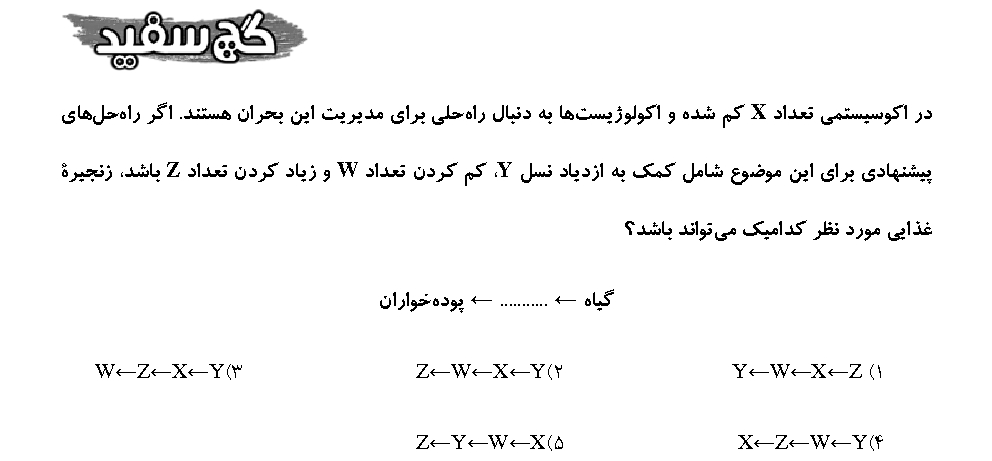 گچ سفید
در اکوسیستمی تعداد X کم شده و اکولوژیست‌ها به دنبال راه‌حلی برای مدیریت این بحران هستند. اگر راه‌حل‌های
پیشنهادی برای این موضوع شامل کمک به ازدیاد نسل Y، کم کردن تعداد W و زیاد کردن تعداد Z باشد، زنجیرهٔ
غذایی مورد نظر کدامیک می‌تواند باشد؟
گیاه ← ........... ← پوده‌خواران
۱) Z←X←W←Y ۲)Y←X←W←Z ۳)Y←X←Z←W
۴)Y←W←Z←X ۵)X←W←Y←Z